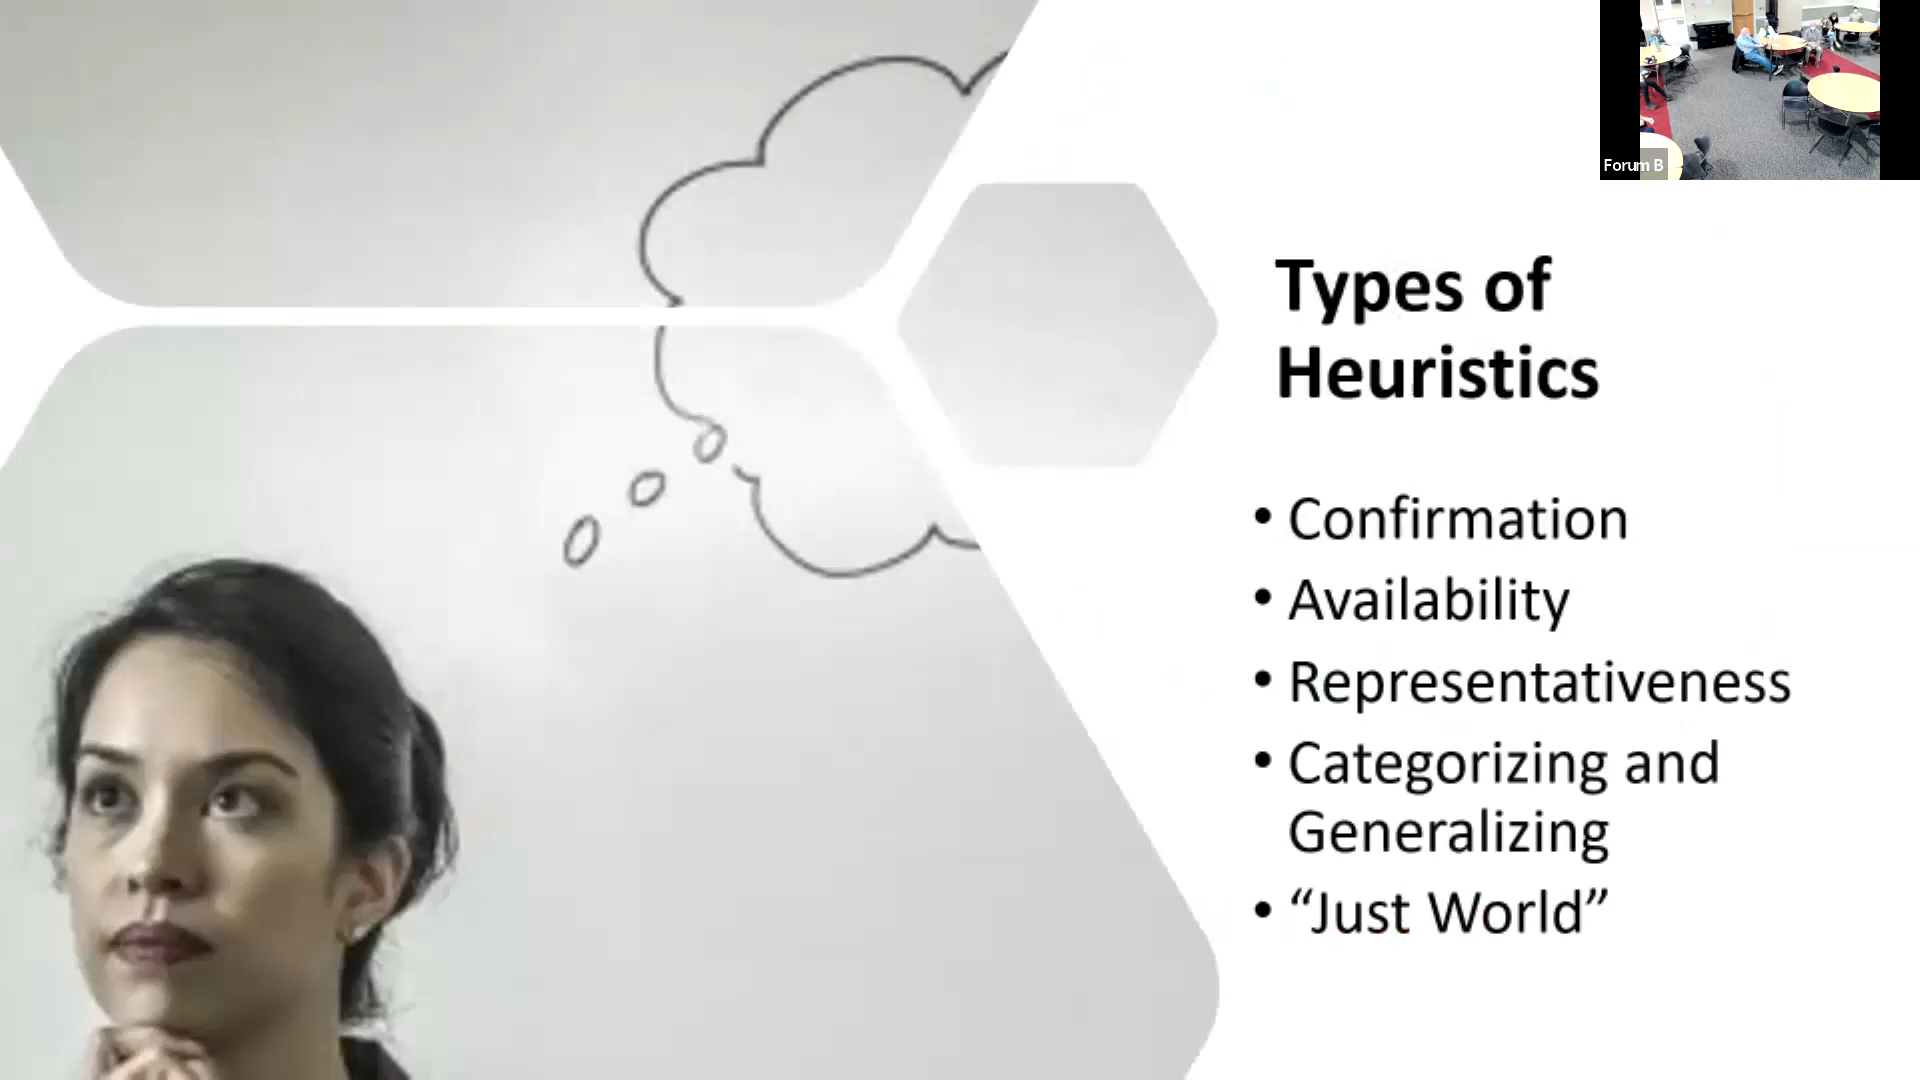 Forum B
Types of
Heuristics
• Confirmation
• Availability
• Representativeness
• Categorizing and
Generalizing
• “Just World”